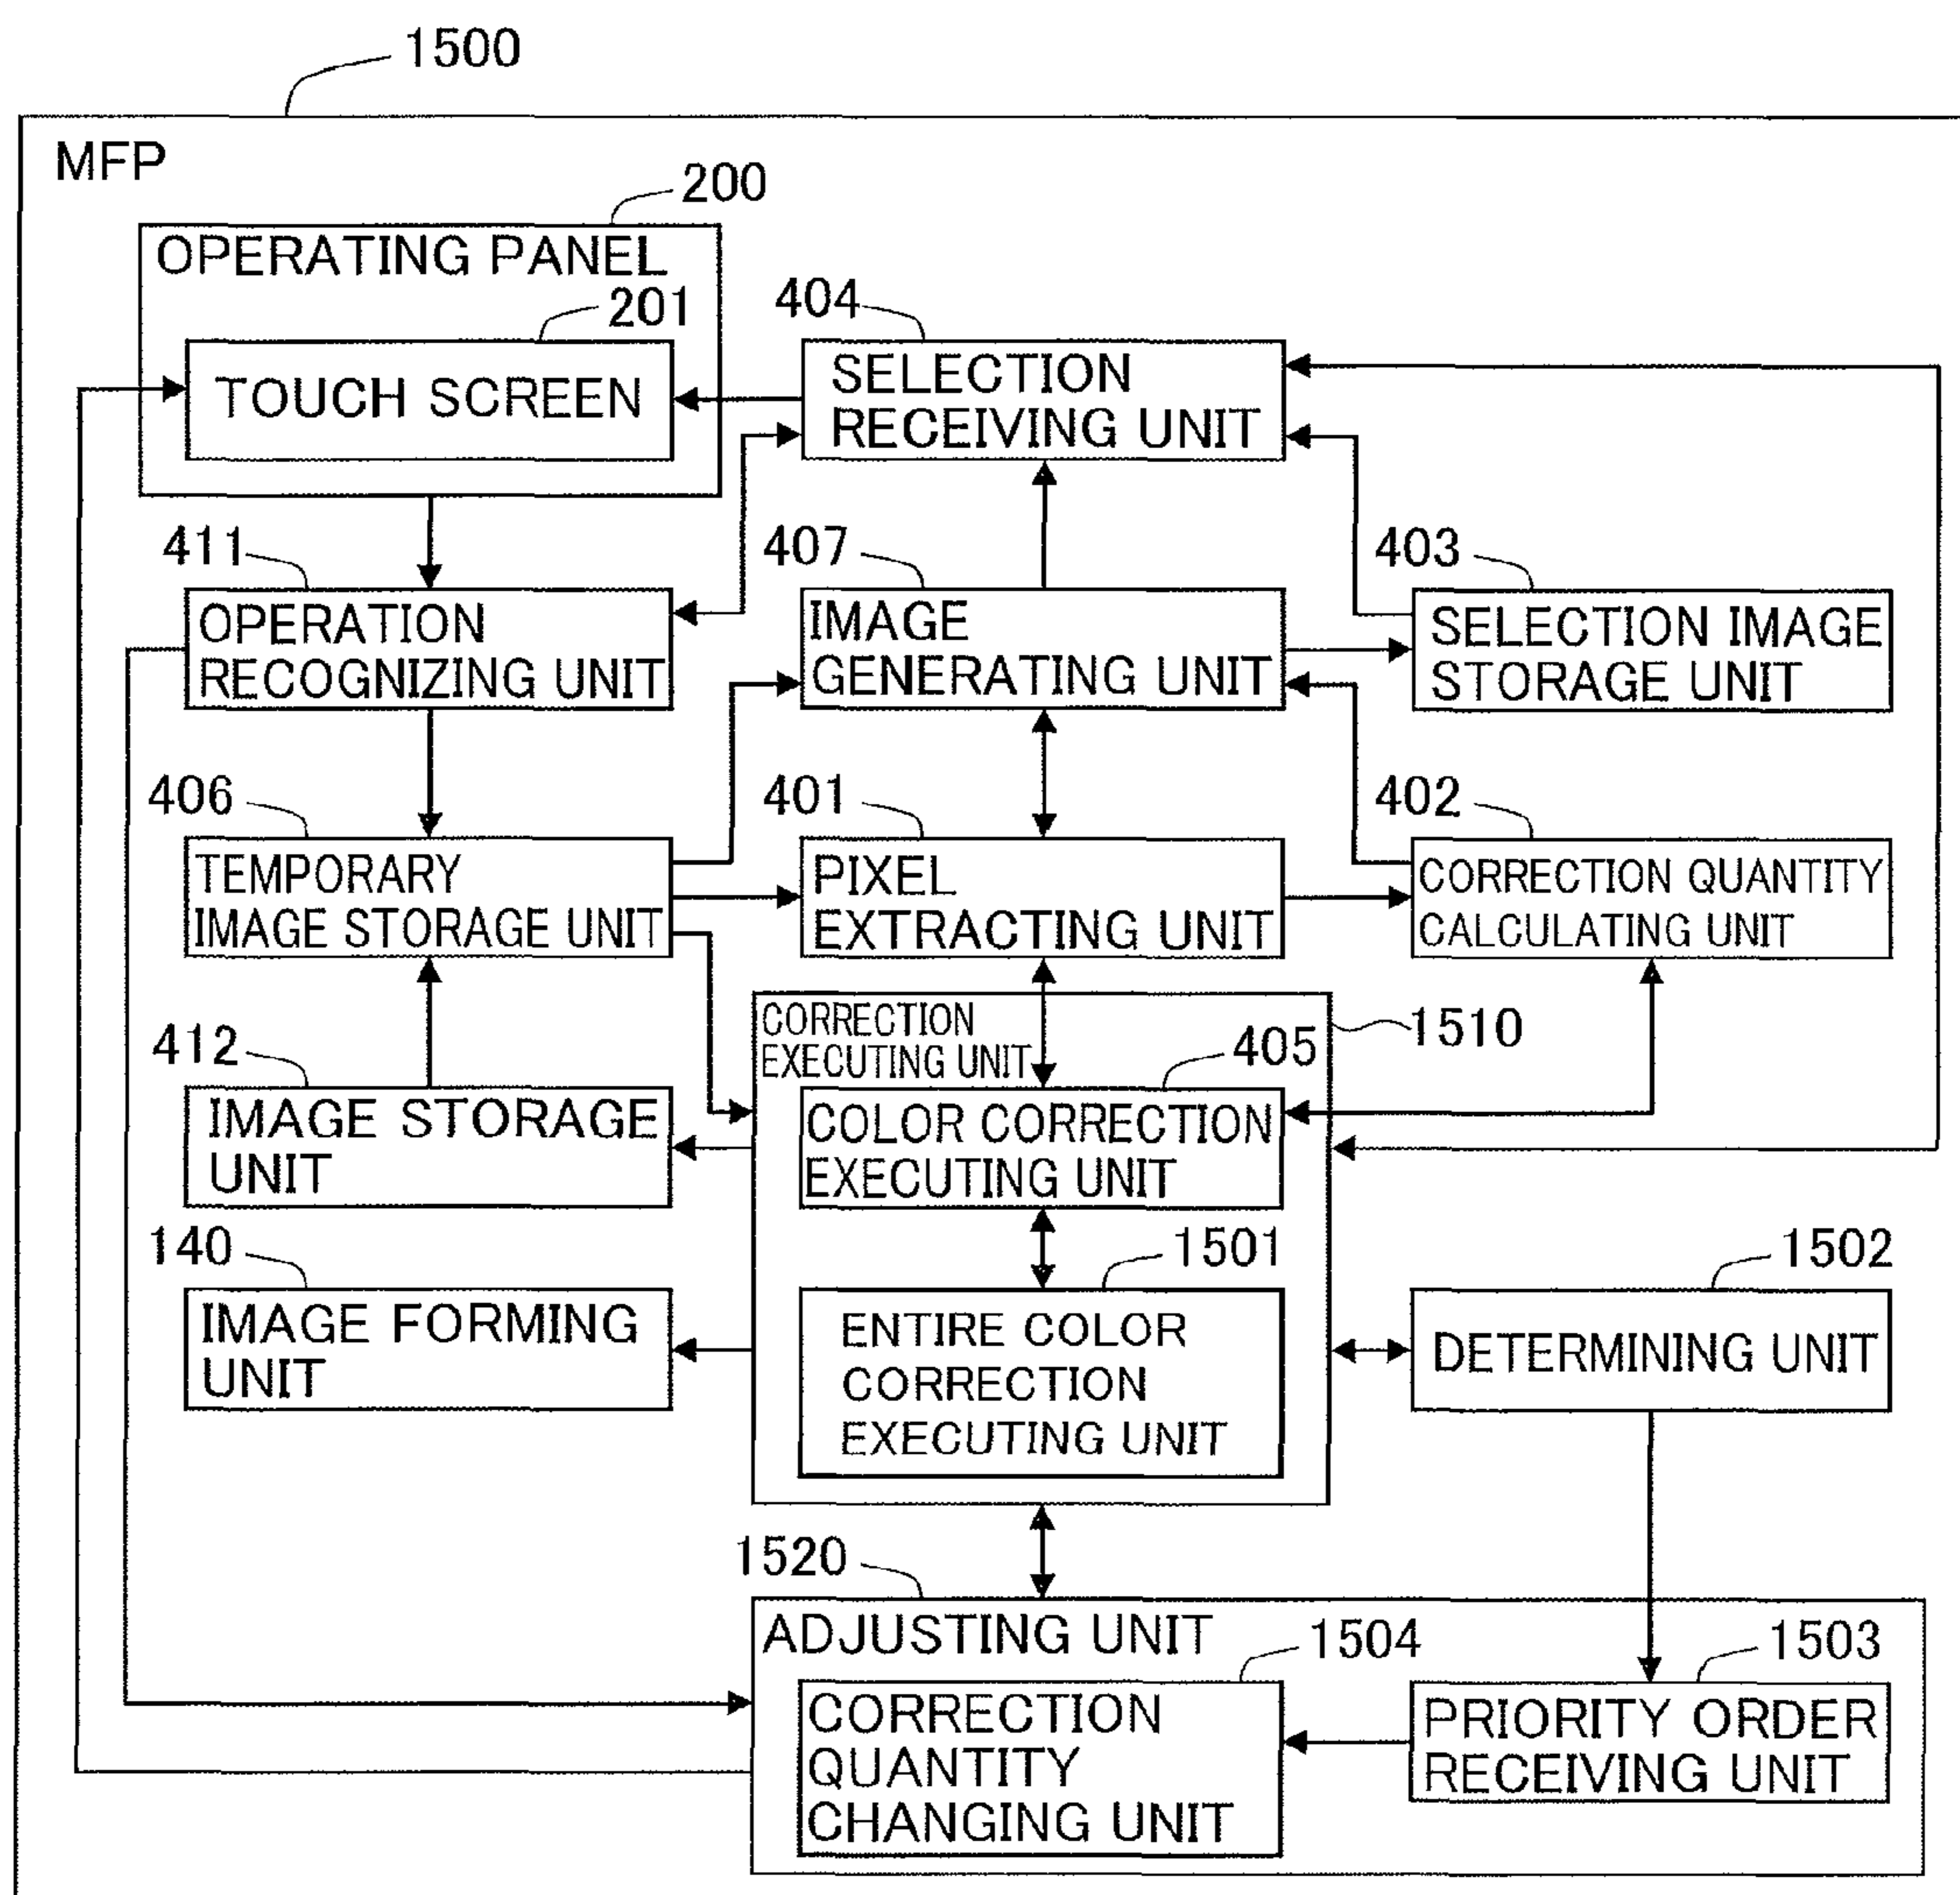 1500
MFP
200
OPERATING PANEL
201
TOUCH SCREEN
404
SELECTION
RECEIVING UNIT
411
OPERATION
RECOGNIZING UNIT
407
IMAGE
GENERATING UNIT
403
SELECTION IMAGE
STORAGE UNIT
406
TEMPORARY
IMAGE STORAGE UNIT
401
PIXEL
EXTRACTING UNIT
402
CORRECTION QUANTITY
CALCULATING UNIT
412
IMAGE STORAGE
UNIT
CORRECTION
EXECUTING UNIT
1510
405
COLOR CORRECTION
EXECUTING UNIT
140
IMAGE FORMING
UNIT
1501
ENTIRE COLOR
CORRECTION
EXECUTING UNIT
1502
DETERMINING UNIT
1520
ADJUSTING UNIT
1504
CORRECTION
QUANTITY
CHANGING UNIT
1503
PRIORITY ORDER
RECEIVING UNIT